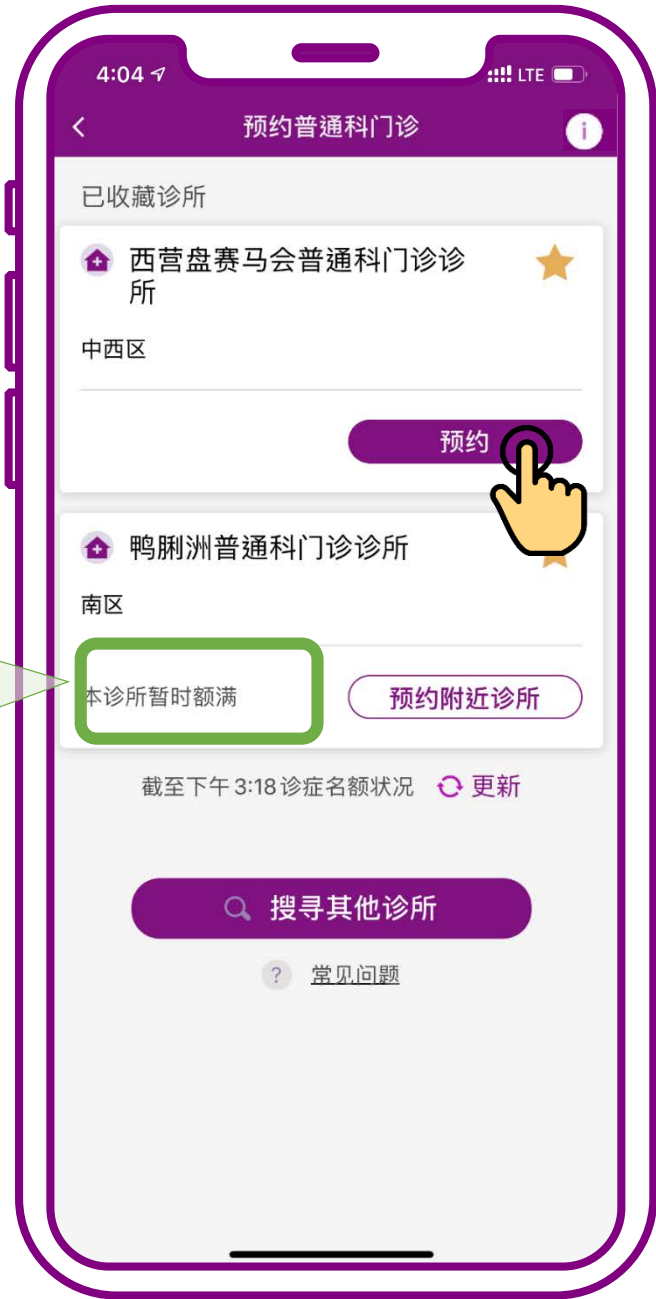 4:04 LTE
预约普通科门诊
i
已收藏诊所
西营盘赛马会普通科门诊诊
所
中西区
预约
鸭脷洲普通科门诊诊所
南区
本诊所暂时额满
预约附近诊所
截至下午 3:18 诊症名额状况 更新
搜寻其他诊所
? 常见问题